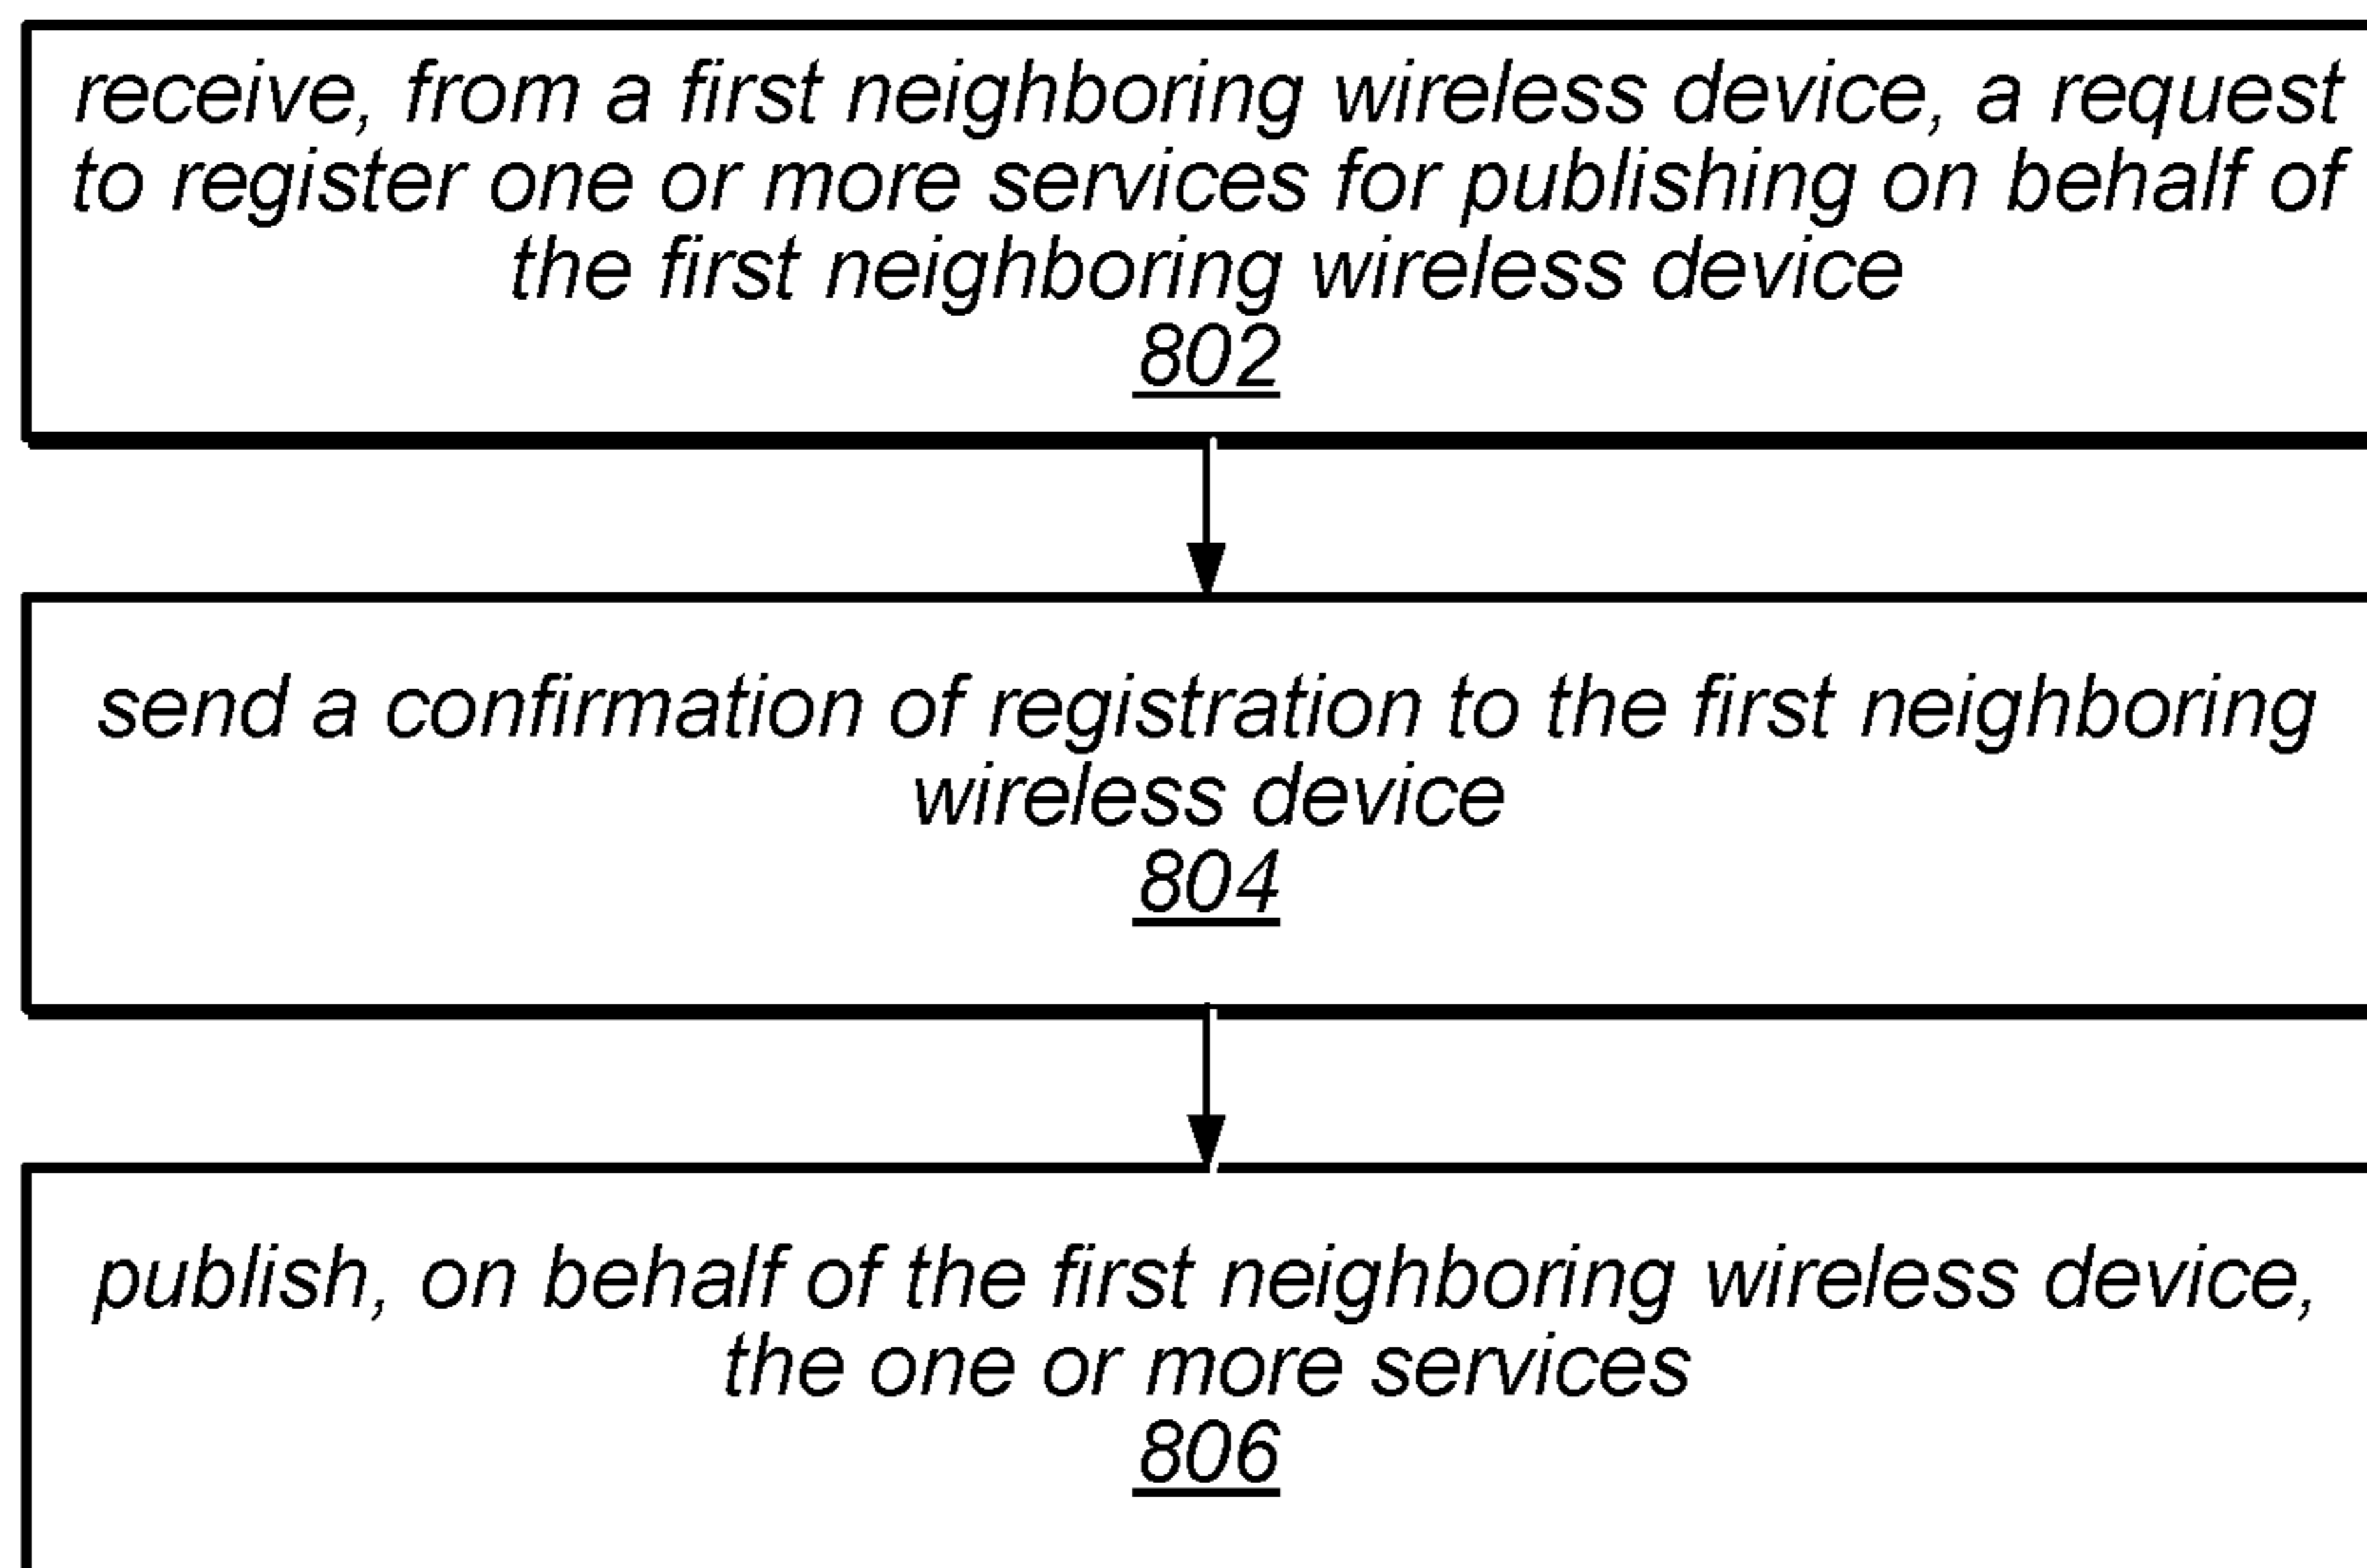 receive, from a first neighboring wireless device, a request
to register one or more services for publishing on behalf of
the first neighboring wireless device
802
send a confirmation of registration to the first neighboring
wireless device
804
publish, on behalf of the first neighboring wireless device,
the one or more services
806